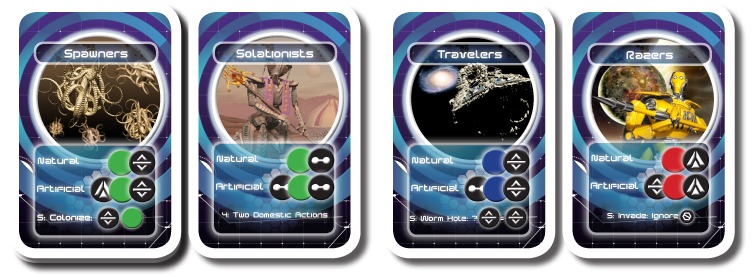 Spawners
Natural
Artificial
S: Colonize:
Solationists
Natural
Artificial
4: Two Domestic Actions
Travelers
Natural
Artificial
S: Worm Hole: ?
Razers
Natural
Artificial
S: Invade: Ignore